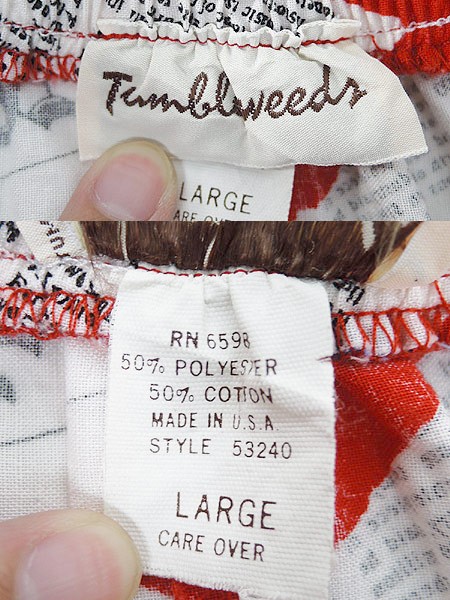 Tumbleweeds
LARGE
CARE OVER
RN 6598
50% POLYESTER
50% COTTON
MADE IN U.S.A.
STYLE 53240
LARGE
CARE OVER